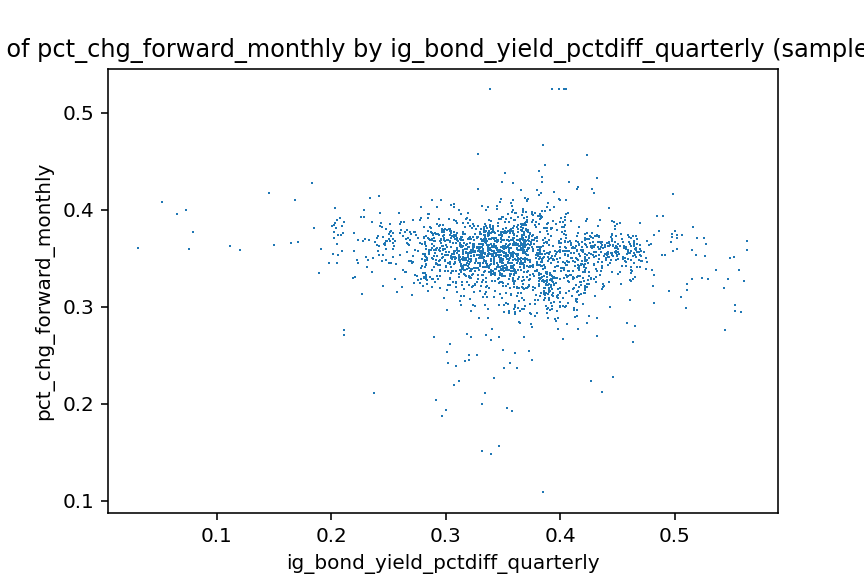 of pct_chg_forward_monthly by ig_bond_yield_pctdiff_quarterly (sample
0.5
0.4
0.3
0.2
0.1
pct_chg_forward_monthly
0.1 0.2 0.3 0.4 0.5
ig_bond_yield_pctdiff_quarterly